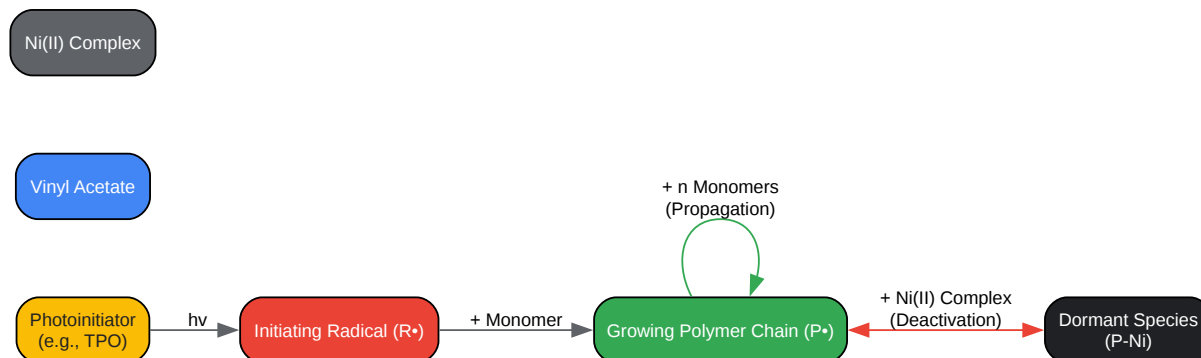 Ni(II) Complex
Vinyl Acetate
+ n Monomers
(Propagation)
Photoinitiator
(e.g., TPO)
hv
Initiating Radical (R•)
+ Monomer
Growing Polymer Chain (P•)
+ Ni(II) Complex
(Deactivation)
Dormant Species
(P-Ni)